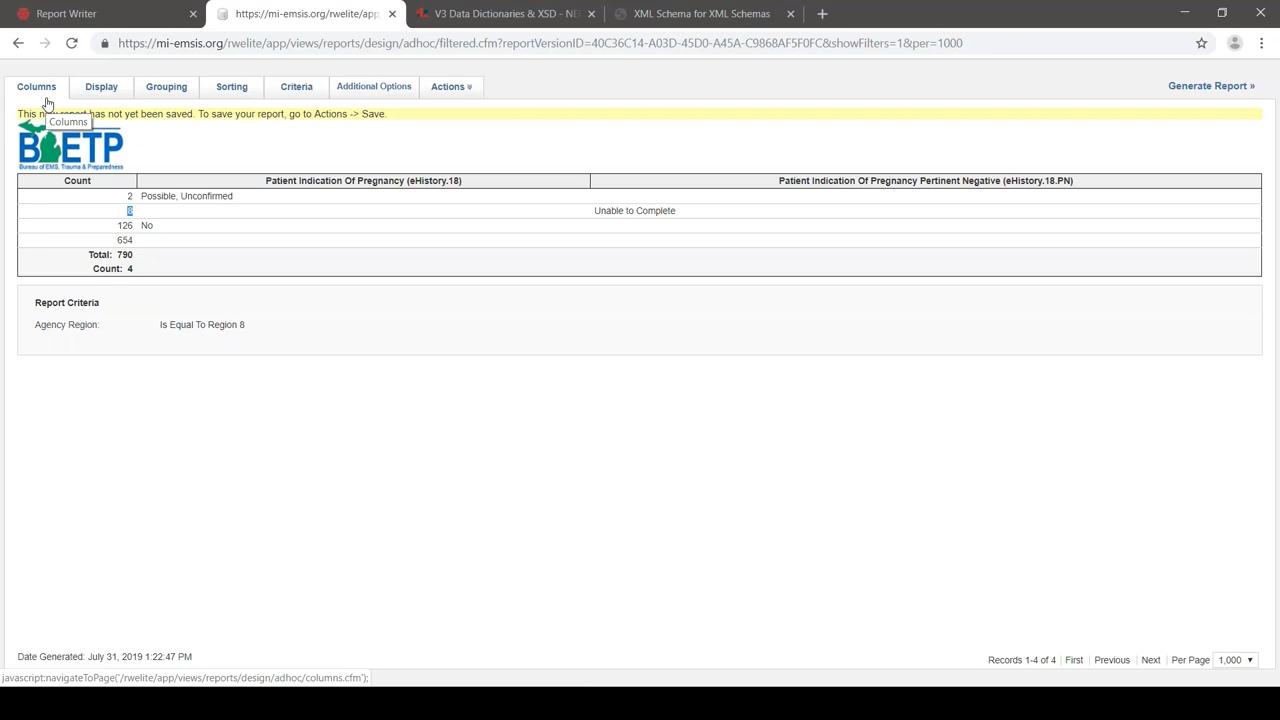 Report Writer
https://mi-emsis.org/rwelite/app/
V3 Data Dictionaries & XSD - NE
XML Schema for XML Schemas
https://mi-emsis.org/rwelite/app/views/reports/design/adhoc/filtered.cfm?reportVersionID=40C36C14-A03D-45D0-A45A-C9868AF5F0FC&showFilters=1&per=1000
Columns
Display
Grouping
Sorting
Criteria
Additional Options
Actions
Generate Report »
This new report has not yet been saved. To save your report, go to Actions -> Save.
Columns
BETP
Bureau of EMS, Trauma & Preparedness
Count Patient Indication Of Pregnancy (eHistory.18) Patient Indication Of Pregnancy Pertinent Negative (eHistory.18.PN)
2 Possible, Unconfirmed
8 Unable to Complete
126 No
654
Total: 790
Count: 4
Report Criteria
Agency Region: Is Equal To Region 8
Date Generated: July 31, 2019 1:22:47 PM
Records 1-4 of 4 First Previous Next Per Page 1,000
javascript:navigateToPage('/rwelite/app/views/reports/design/adhoc/columns.cfm');